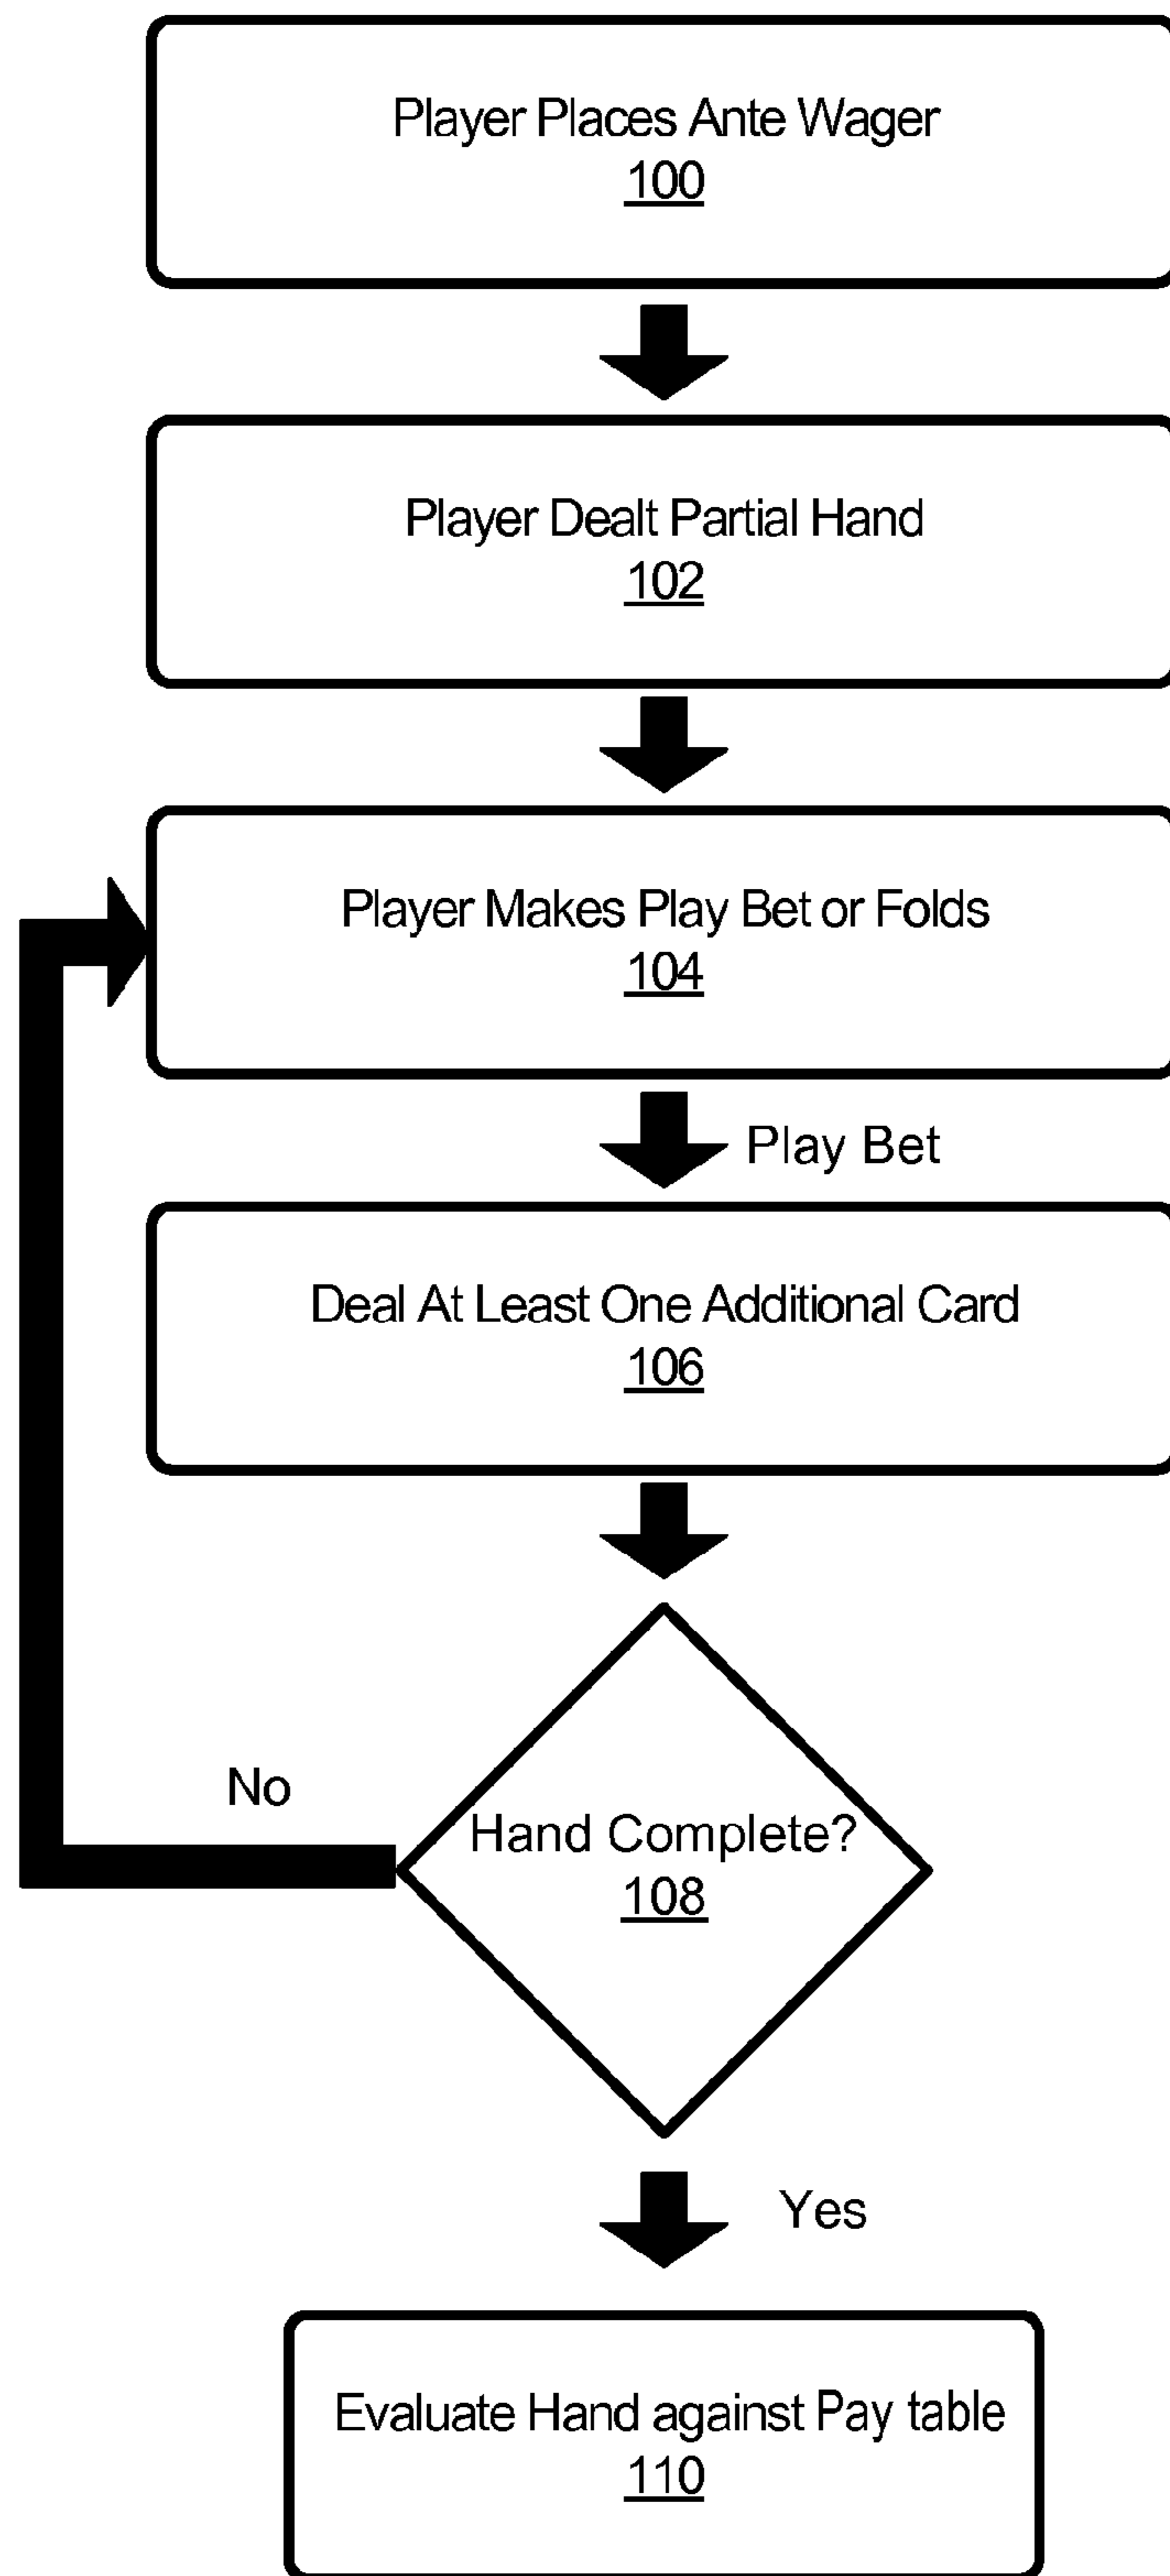 Player Places Ante Wager
100
Player Dealt Partial Hand
102
Player Makes Play Bet or Folds
104
Play Bet
Deal At Least One Additional Card
106
No
Hand Complete?
108
Yes
Evaluate Hand against Pay table
110